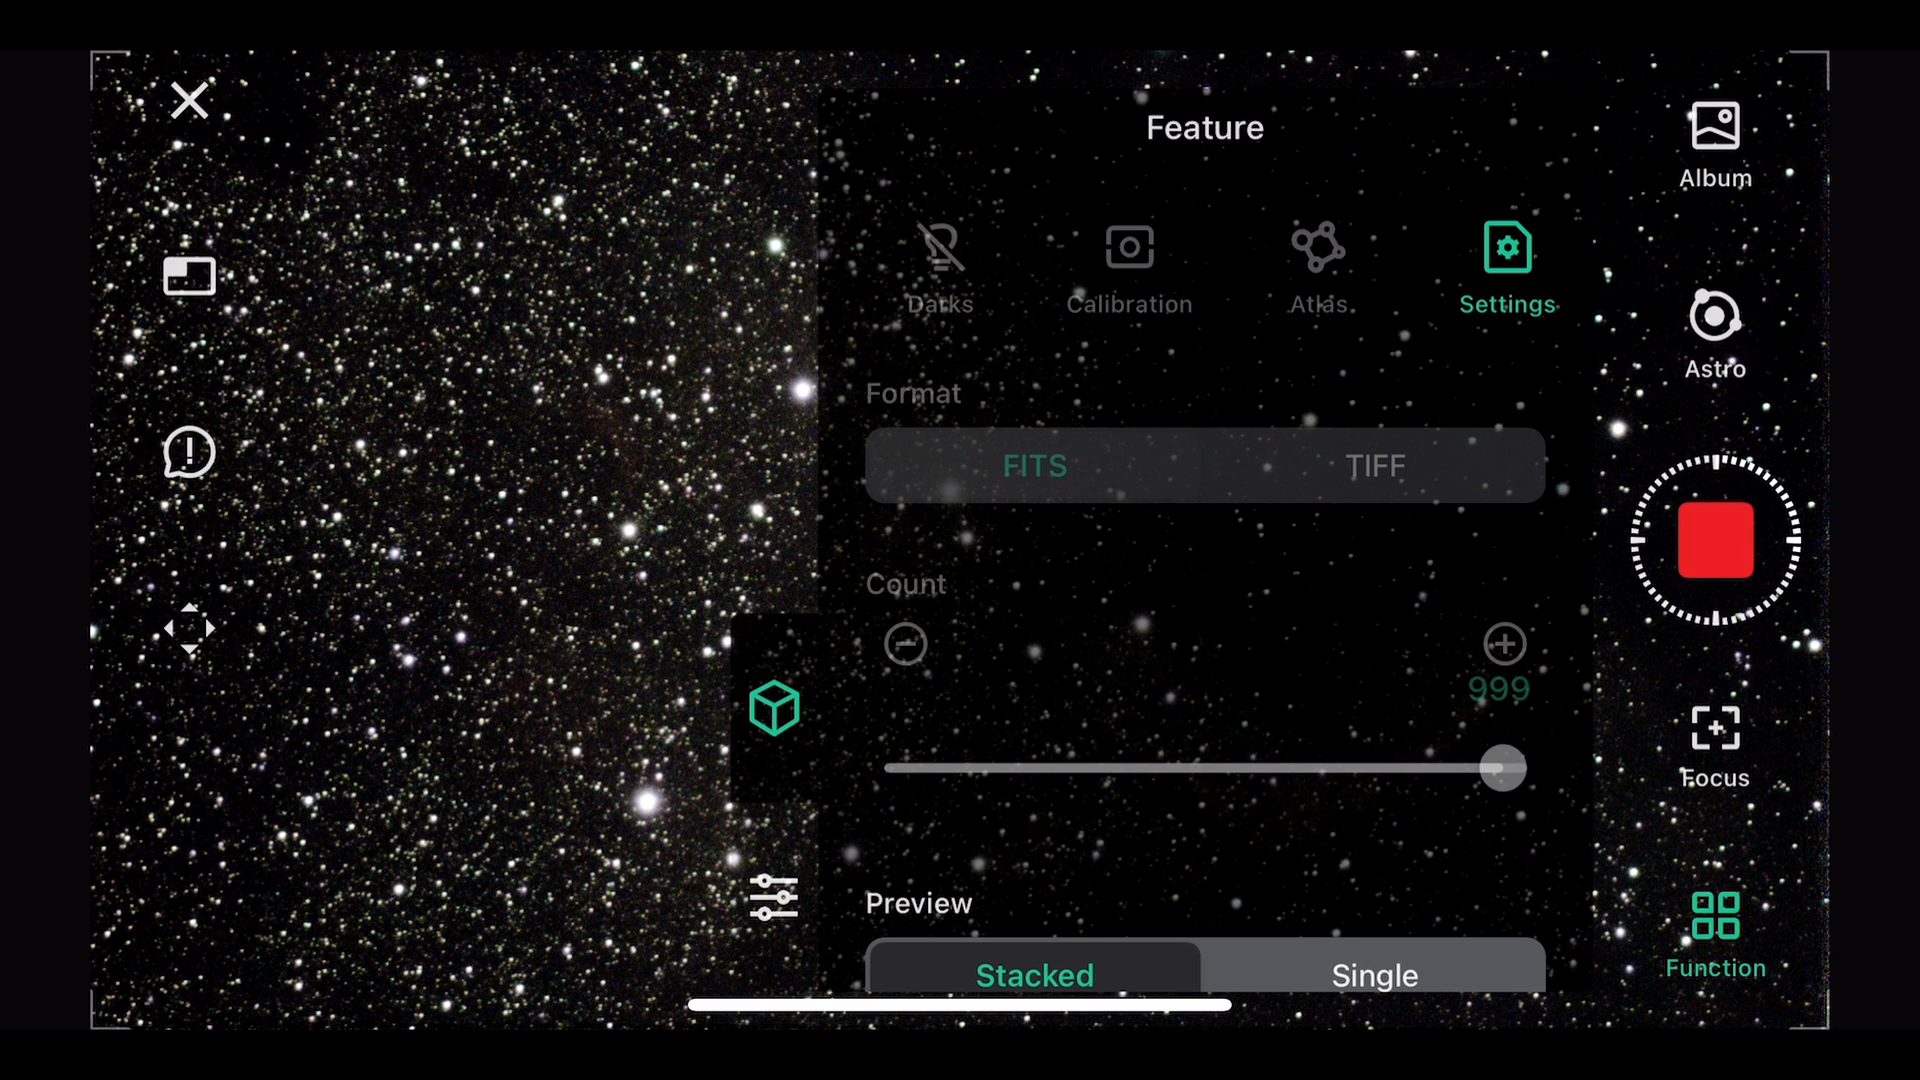 Feature
Album
Darks
Calibration
Atlas
Settings
Astro
Format
FITS
TIFF
Count
999
Focus
Preview
Stacked
Single
Function